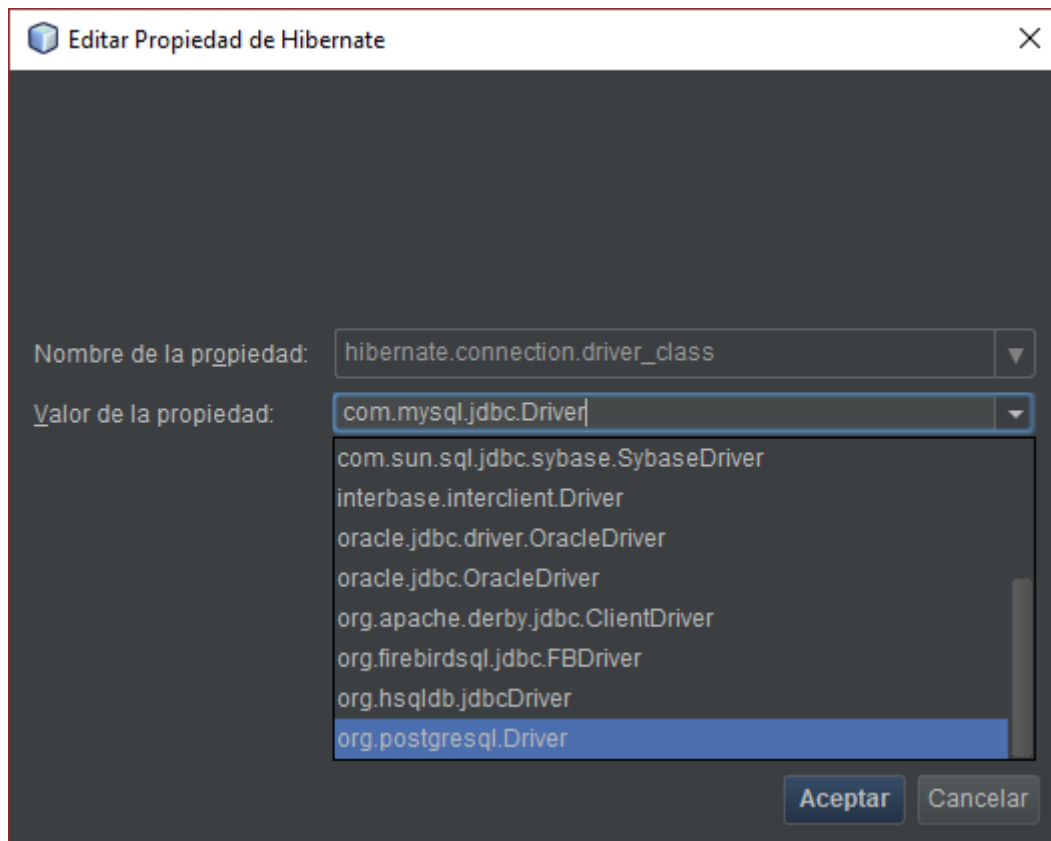 Editar Propiedad de Hibernate
Nombre de la propiedad: hibernate.connection.driver_class
Valor de la propiedad: com.mysql.jdbc.Driver
com.sun.sql.jdbc.sybase.SybaseDriver
interbase.interclient.Driver
oracle.jdbc.driver.OracleDriver
oracle.jdbc.OracleDriver
org.apache.derby.jdbc.ClientDriver
org.firebirdsql.jdbc.FBDriver
org.hsqldb.jdbcDriver
org.postgresql.Driver
Aceptar Cancelar